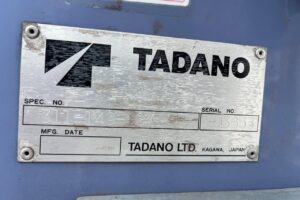 TADANO
SPEC. NO.
SERIAL NO.
MFG. DATE
TADANO LTD. KAGAWA, JAPAN